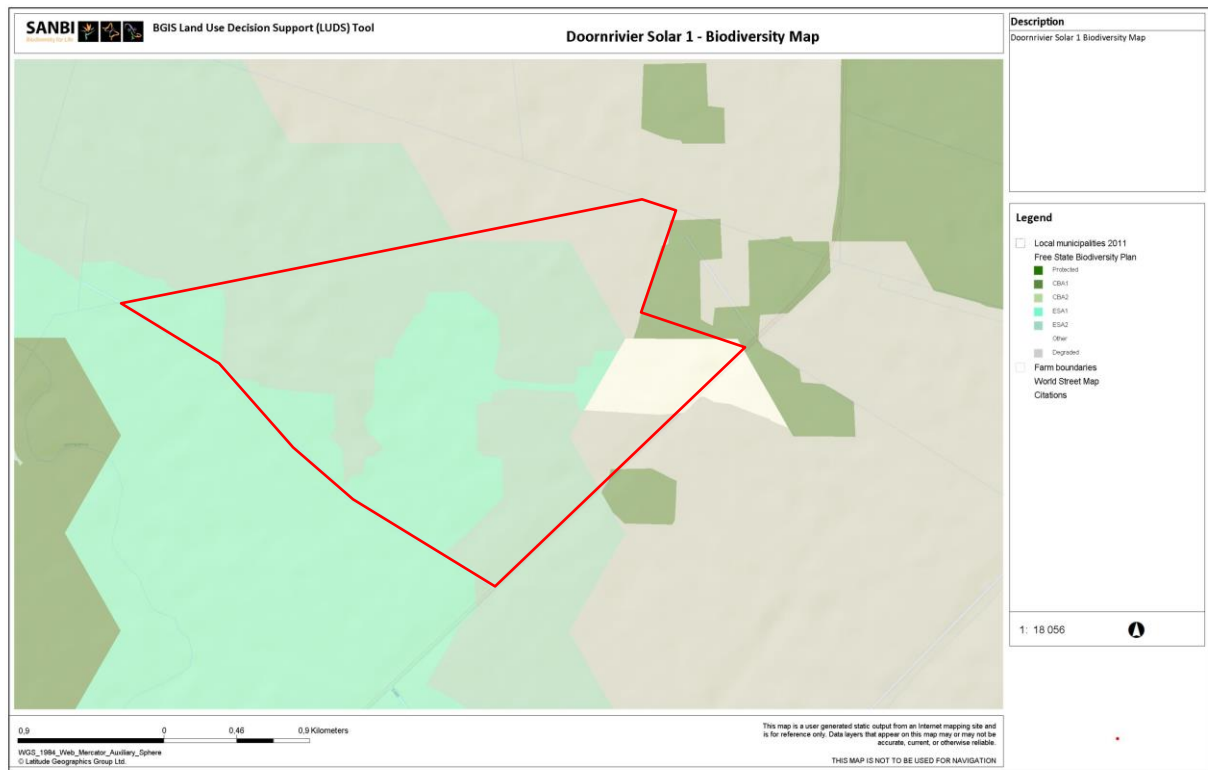 SANBI
Biodiversity for Life
BGIS Land Use Decision Support (LUDS) Tool
Doornrivier Solar 1 - Biodiversity Map
Description
Doornrivier Solar 1 Biodiversity Map
Legend
Local municipalities 2011
Free State Biodiversity Plan
Protected
CBA1
CBA2
ESA1
ESA2
Other
Degraded
Farm boundaries
World Street Map
Citations
1: 18 056
0,9 0 0,46 0,9 Kilometers
WGS_1984_Web_Mercator_Auxiliary_Sphere
© Latitude Geographics Group Ltd.
This map is a user generated static output from an Internet mapping site and
is for reference only. Data layers that appear on this map may or may not be
accurate, current, or otherwise reliable.
THIS MAP IS NOT TO BE USED FOR NAVIGATION